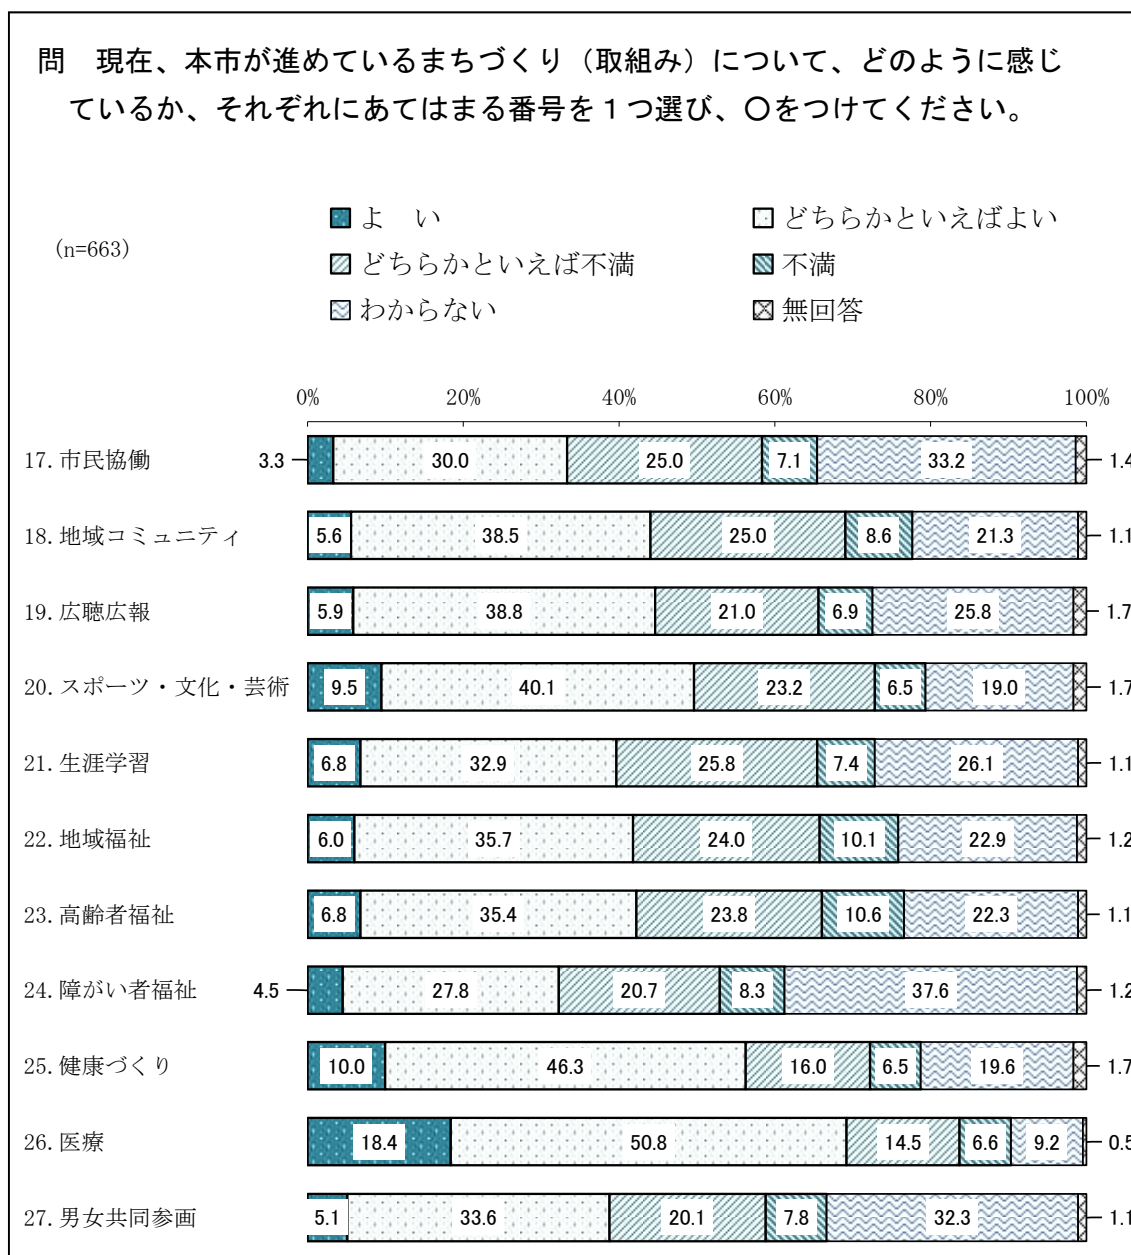 問　現在、本市が進めているまちづくり（取組み）について、どのように感じ
ているか、それぞれにあてはまる番号を１つ選び、〇をつけてください。
(n=663)
よ　い
どちらかといえばよい
どちらかといえば不満
不満
わからない
無回答
0% 20% 40% 60% 80% 100%
17.市民協働 3.3 30.0 25.0 7.1 33.2 1.4
18.地域コミュニティ 5.6 38.5 25.0 8.6 21.3 1.1
19.広聴広報 5.9 38.8 21.0 6.9 25.8 1.7
20.スポーツ・文化・芸術 9.5 40.1 23.2 6.5 19.0 1.7
21.生涯学習 6.8 32.9 25.8 7.4 26.1 1.1
22.地域福祉 6.0 35.7 24.0 10.1 22.9 1.2
23.高齢者福祉 6.8 35.4 23.8 10.6 22.3 1.1
24.障がい者福祉 4.5 27.8 20.7 8.3 37.6 1.2
25.健康づくり 10.0 46.3 16.0 6.5 19.6 1.7
26.医療 18.4 50.8 14.5 6.6 9.2 0.5
27.男女共同参画 5.1 33.6 20.1 7.8 32.3 1.1